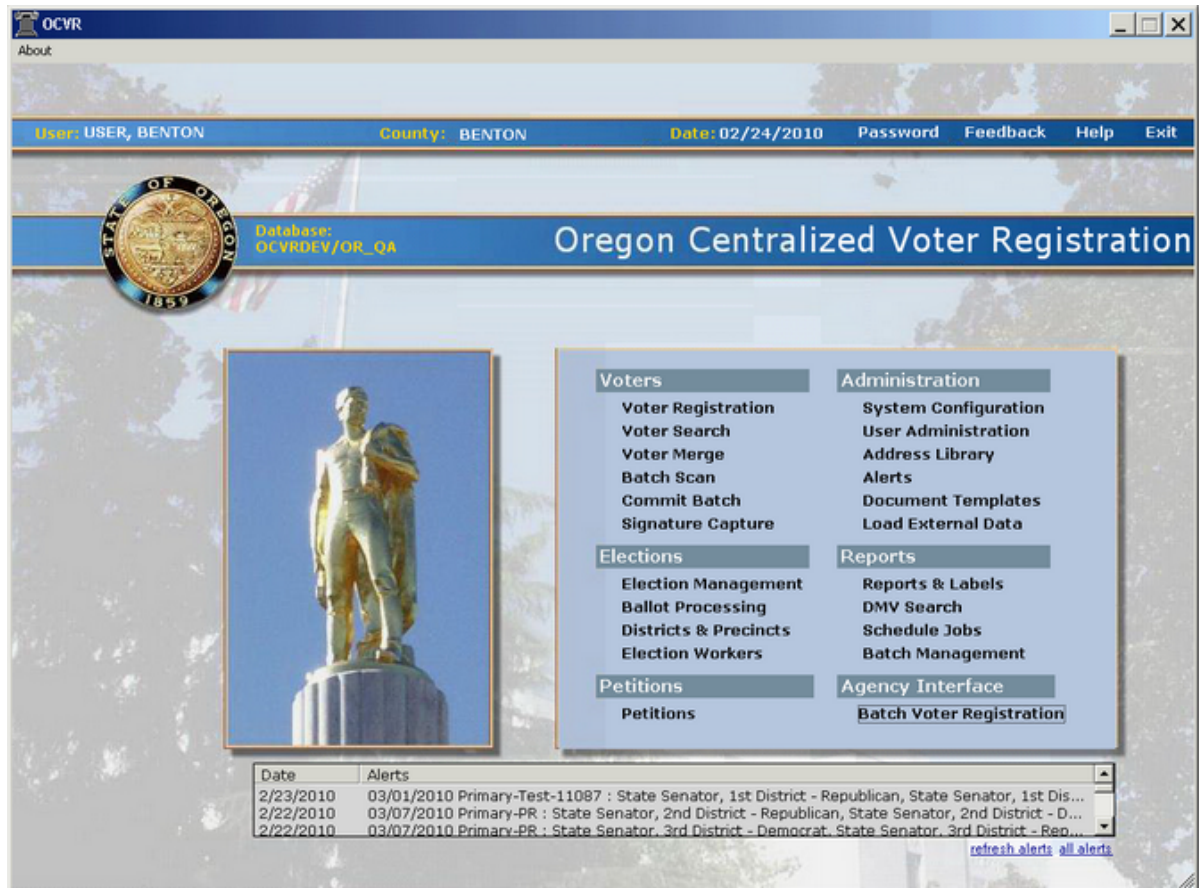 OCVR
About
User: USER, BENTON County: BENTON Date: 02/24/2010 Password Feedback Help Exit
STATE OF OREGON
1859
Database:
OCVRDEV/OR_QA
Oregon Centralized Voter Registration
Voters
Voter Registration
Voter Search
Voter Merge
Batch Scan
Commit Batch
Signature Capture
Elections
Election Management
Ballot Processing
Districts & Precincts
Election Workers
Petitions
Petitions
Administration
System Configuration
User Administration
Address Library
Alerts
Document Templates
Load External Data
Reports
Reports & Labels
DMV Search
Schedule Jobs
Batch Management
Agency Interface
Batch Voter Registration
Date Alerts
2/23/2010 03/01/2010 Primary-Test-11087 : State Senator, 1st District - Republican, State Senator, 1st Dis...
2/22/2010 03/07/2010 Primary-PR : State Senator, 2nd District - Republican, State Senator, 2nd District - D...
2/22/2010 03/07/2010 Primary-PR : State Senator, 3rd District - Democrat, State Senator, 3rd District - Rep...
refresh alerts all alerts